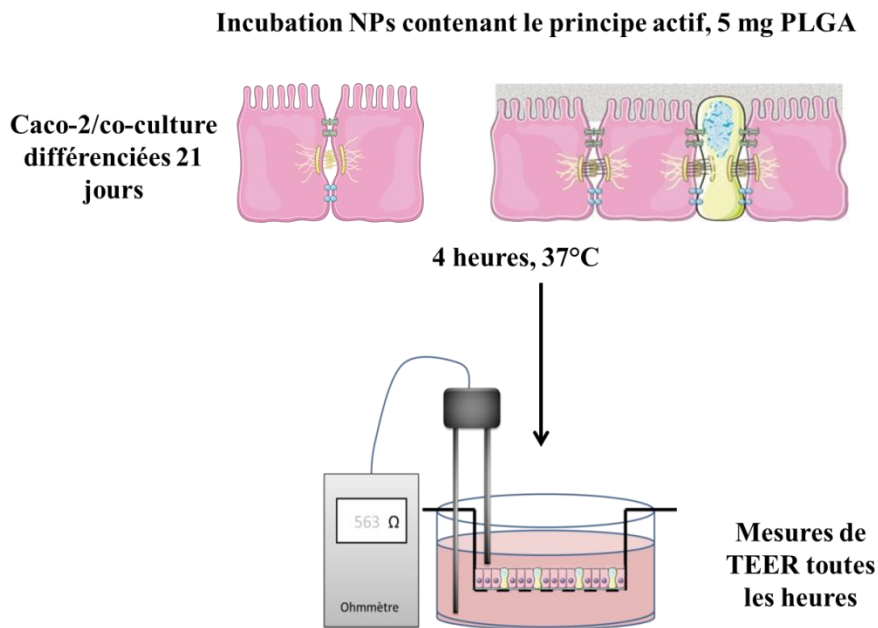 Incubation NPs contenant le principe actif, 5 mg PLGA
Caco-2/co-culture
différenciées 21
jours
4 heures, 37°C
563 Ω
Ohmmètre
Mesures de
TEER toutes
les heures